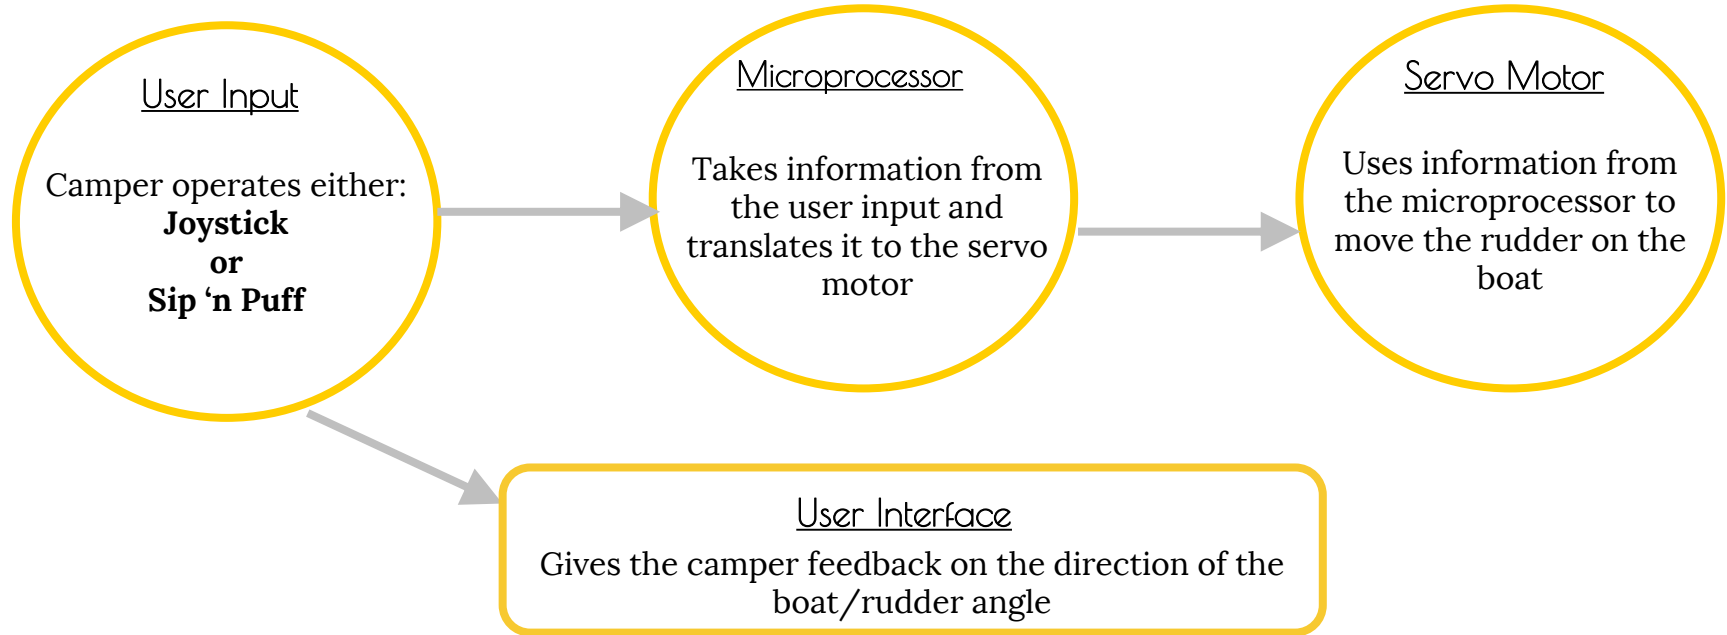 User Input
Camper operates either:
Joystick
or
Sip ‘n Puff
Microprocessor
Takes information from
the user input and
translates it to the servo
motor
Servo Motor
Uses information from
the microprocessor to
move the rudder on the
boat
User Interface
Gives the camper feedback on the direction of the
boat/rudder angle